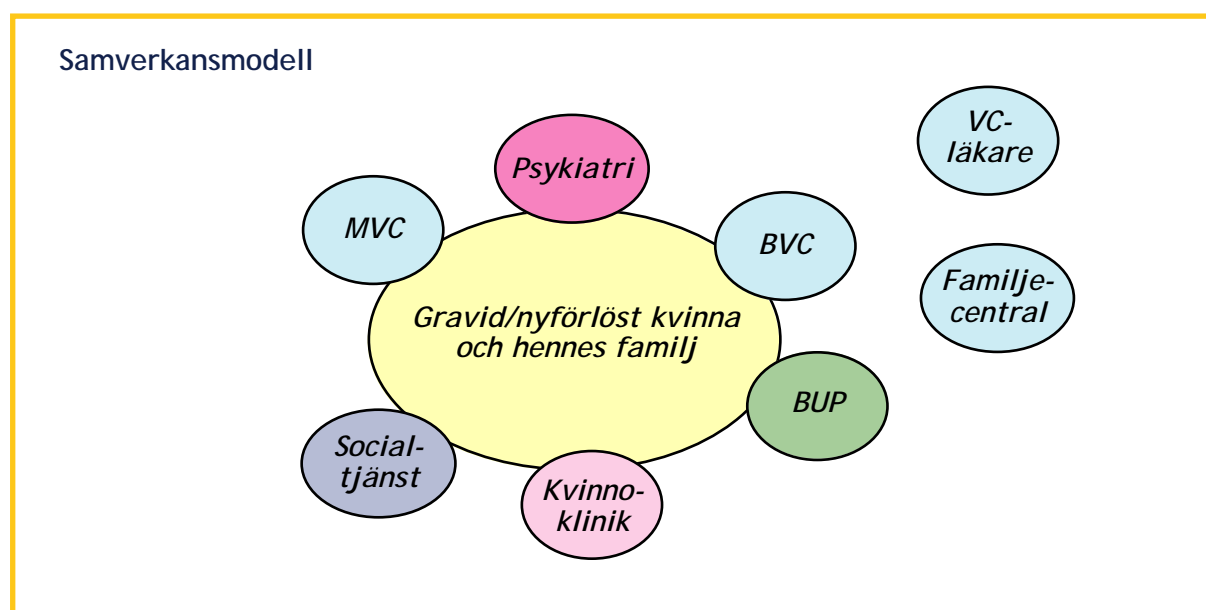 Samverkansmodell
VC-
läkare
Psykiatri
MVC
BVC
Familje-
central
Gravid/nyförlöst kvinna
och hennes familj
BUP
Social-
tjänst
Kvinno-
klinik